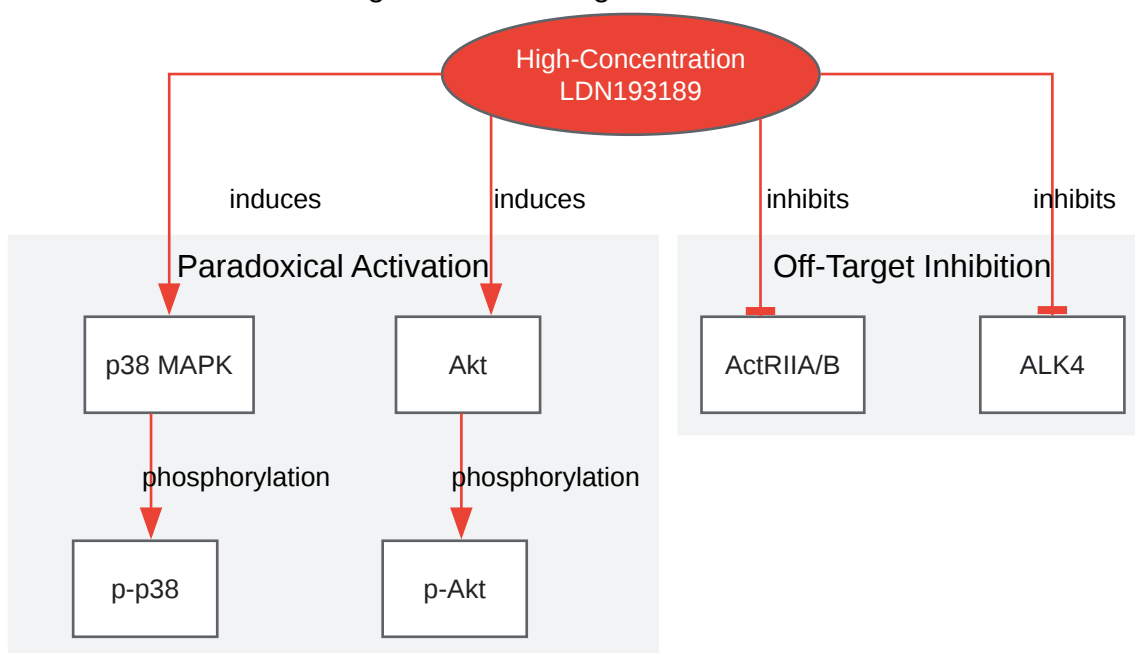 High-Concentration
LDN193189
induces
induces
inhibits
inhibits
Paradoxical Activation
Off-Target Inhibition
p38 MAPK
Akt
ActRIIA/B
ALK4
phosphorylation
phosphorylation
p-p38
p-Akt